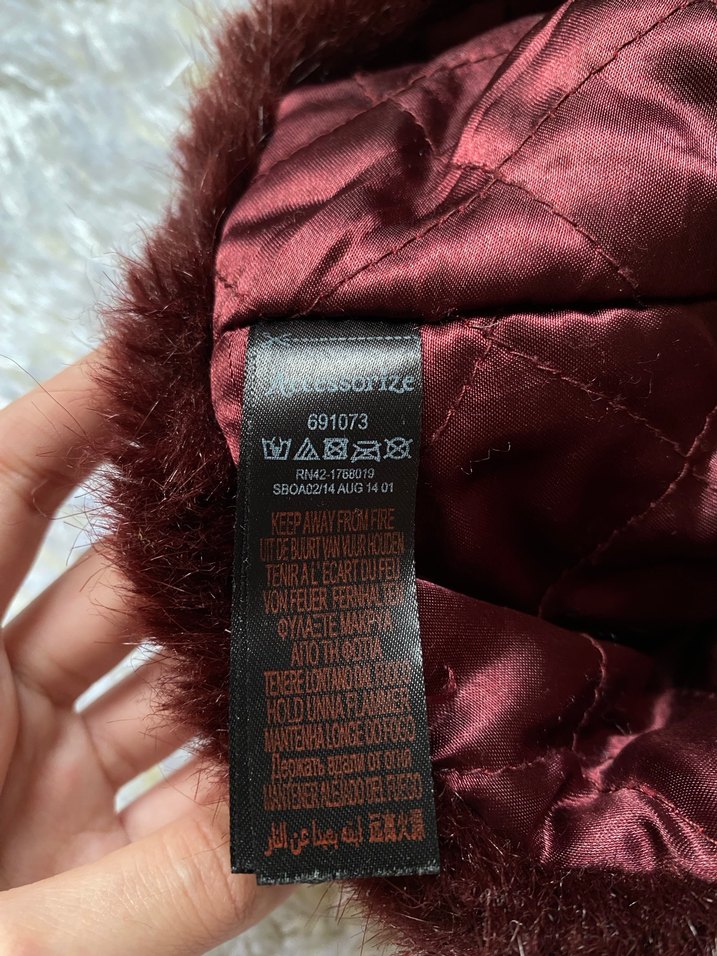 Accessorize
691073
RN42-1768019
SBOA02/14 AUG 14 01
KEEP AWAY FROM FIRE
UIT DE BUURT VAN VUUR HOUDEN
TENIR A L'ECART DU FEU
VON FEUER FERNHALTEN
ΦΥΛΑΞΤΕ ΜΑΚΡΥΑ
ΑΠΟ ΤΗ ΦΩΤΙΑ
TENERE LONTANO DAL FUOCO
HOLD UNNA FLAMMER
MANTENHA LONGE DO FOGO
Держать вдали от огня
MANTENER ALEJADO DEL FUEGO
远离火源 أبقه بعيدا عن النار